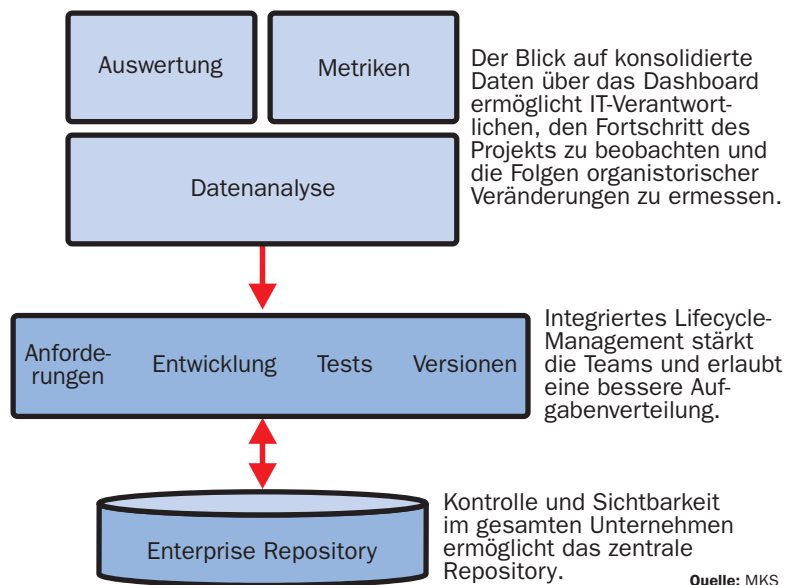 Auswertung
Metriken
Der Blick auf konsolidierte
Daten über das Dashboard
ermöglicht IT-Verantwort-
lichen, den Fortschritt des
Projekts zu beobachten und
die Folgen organistorischer
Veränderungen zu ermessen.
Datenanalyse
Anforde-
rungen
Entwicklung
Tests
Versionen
Integriertes Lifecycle-
Management stärkt
die Teams und erlaubt
eine bessere Auf-
gabenverteilung.
Enterprise Repository
Kontrolle und Sichtbarkeit
im gesamten Unternehmen
ermöglicht das zentrale
Repository.
Quelle: MKS